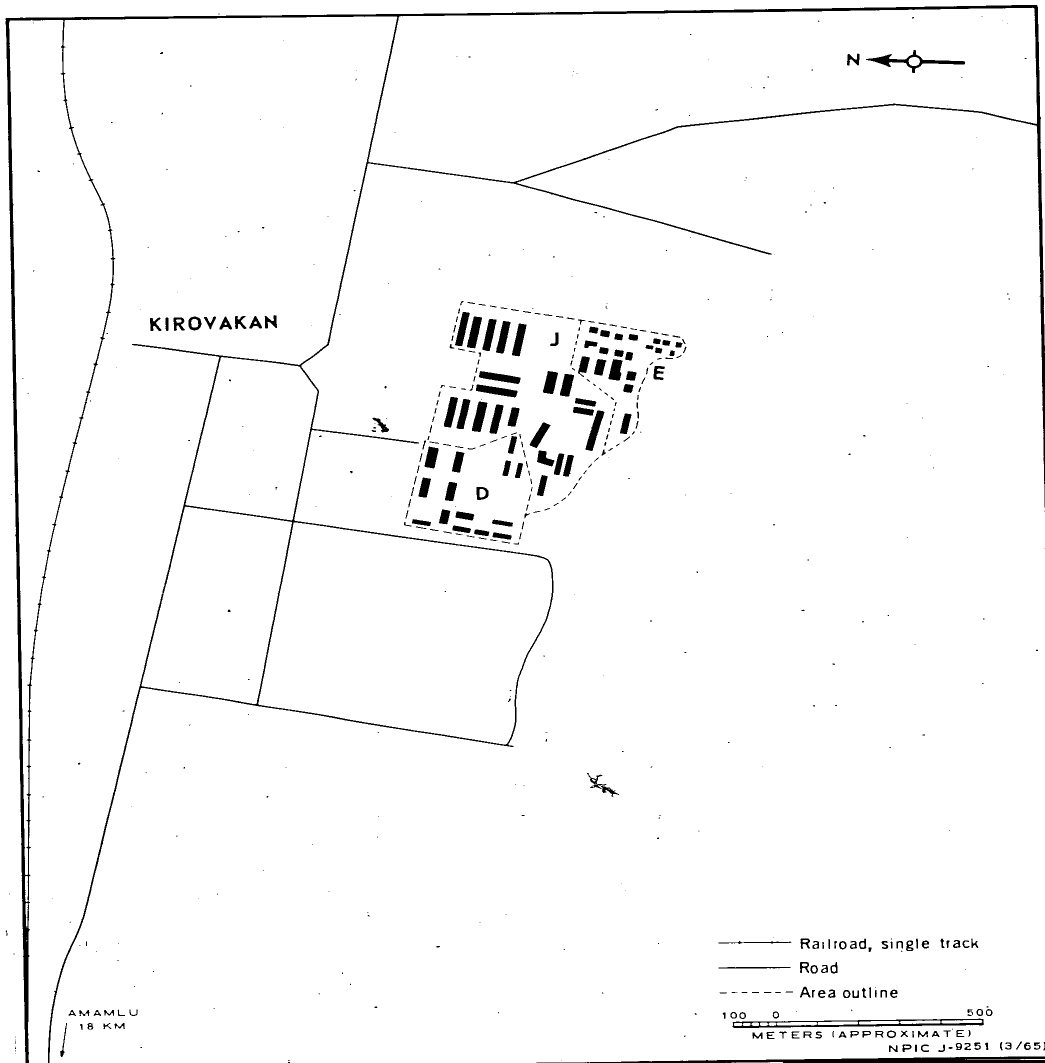 N
KIROVAKAN
J
E
D
Railroad, single track
Road
Area outline
AMAMLU
18 KM
100 0 500
METERS (APPROXIMATE)
NPIC J-9251 (3/65)